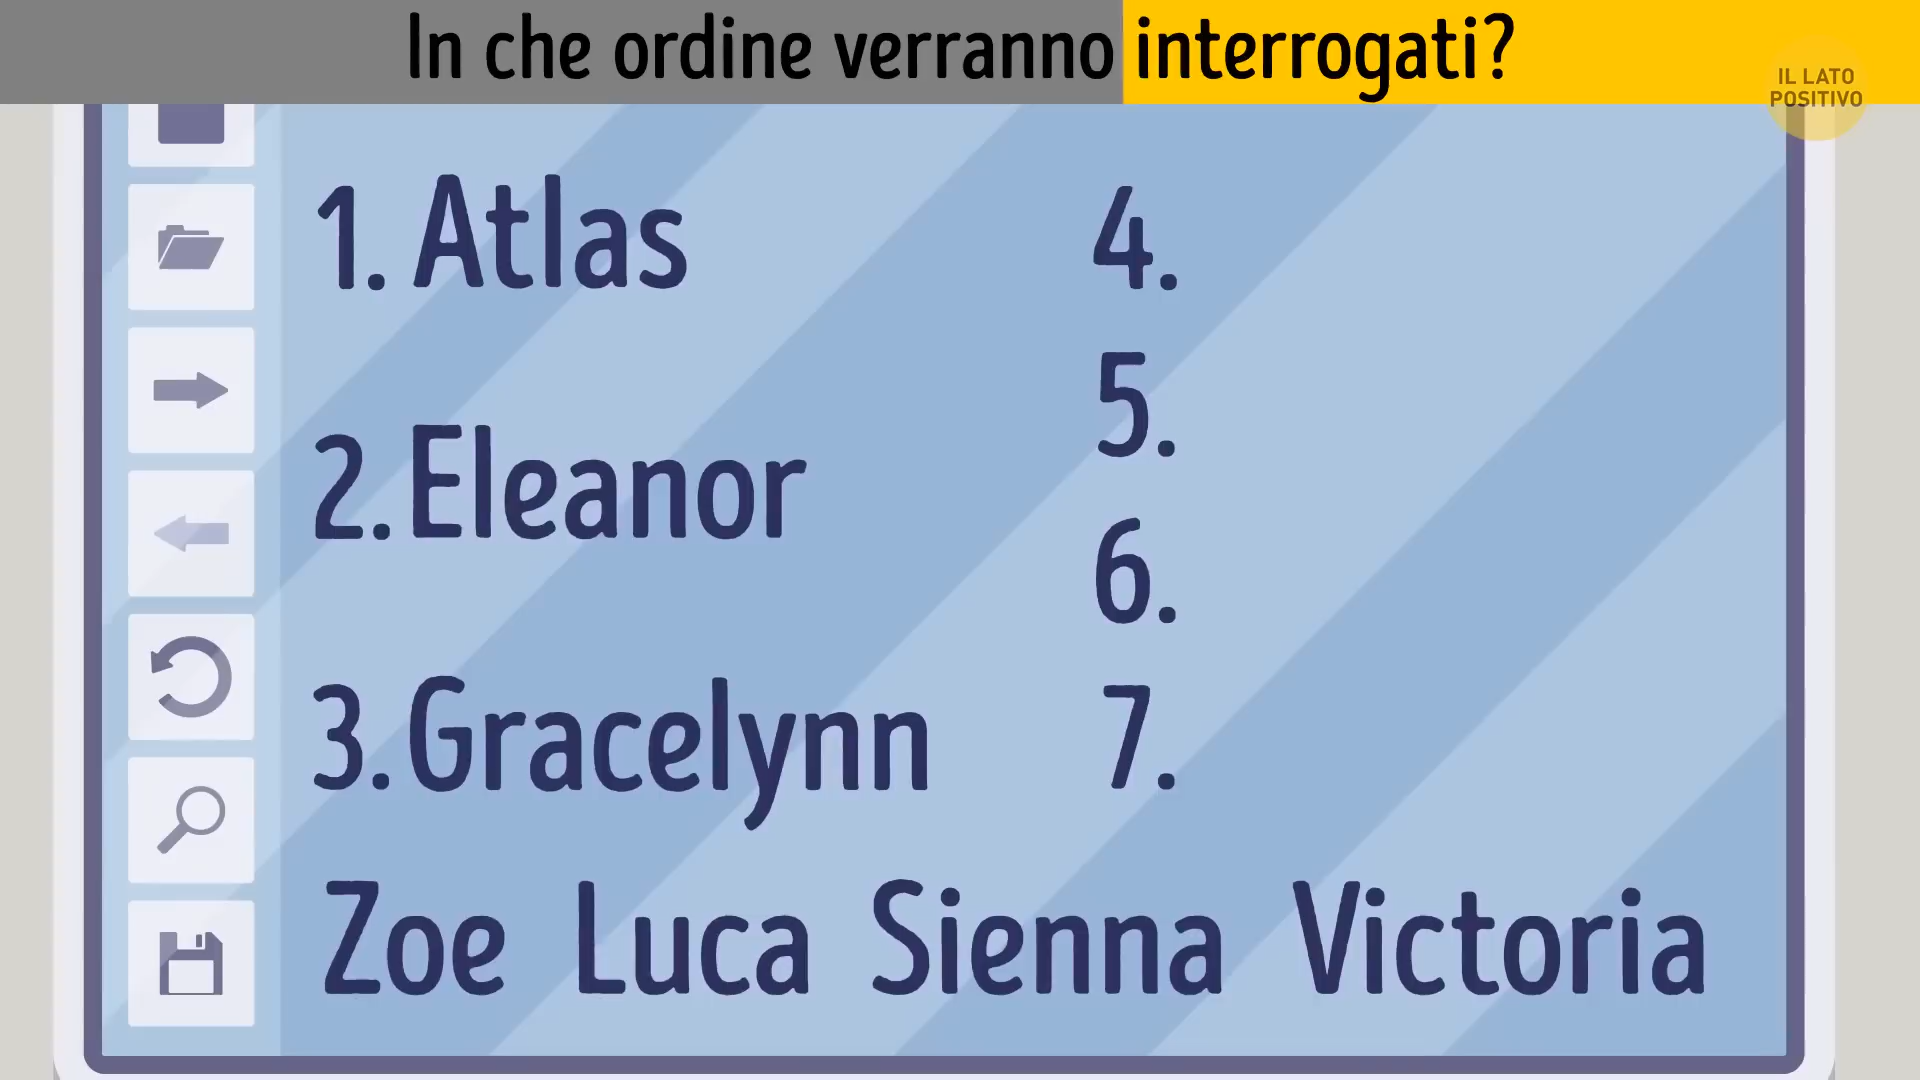 In che ordine verranno interrogati?
IL LATO
POSITIVO
1. Atlas
2. Eleanor
3. Gracelynn
4.
5.
6.
7.
Zoe Luca Sienna Victoria